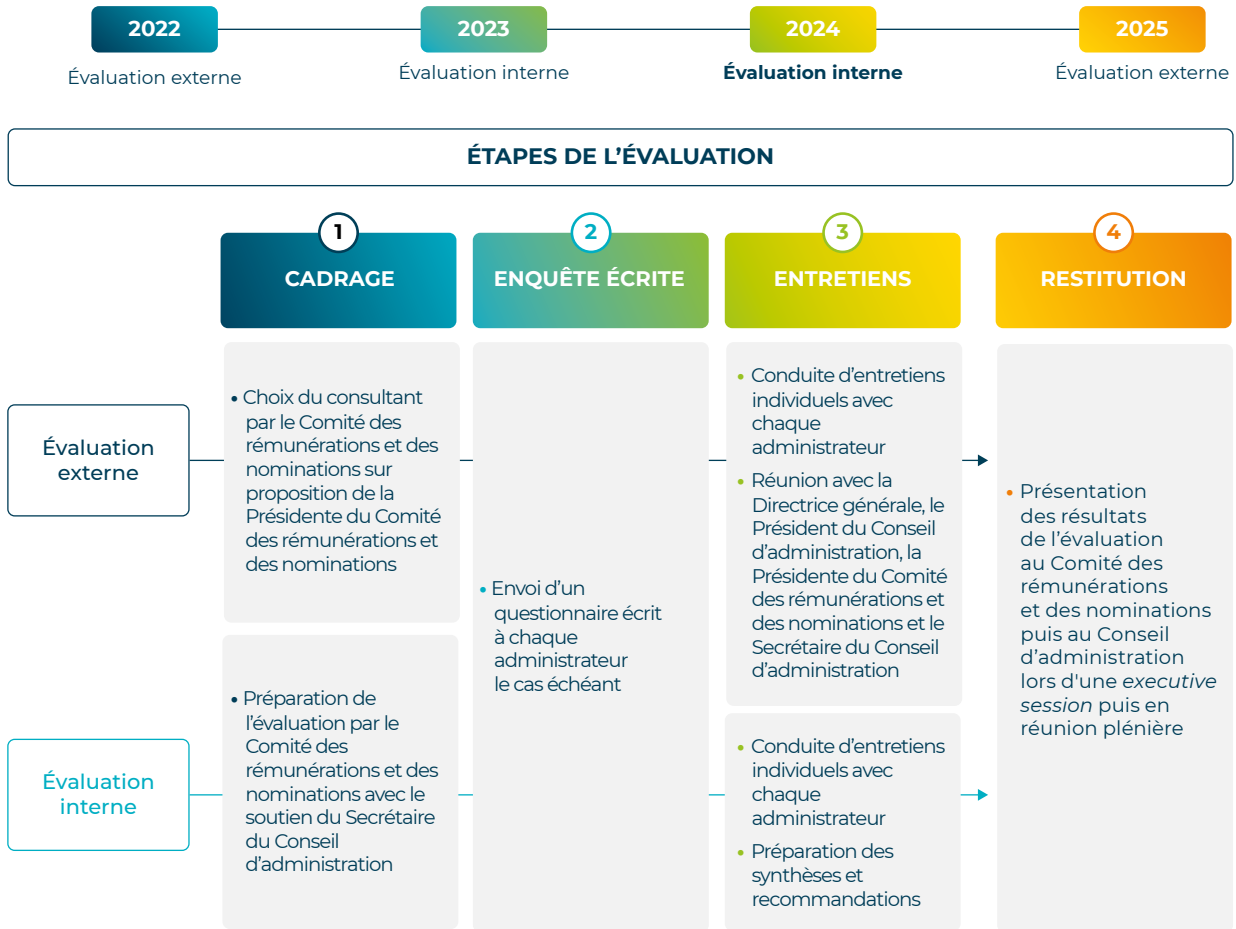 2022
2023
2024
2025
Évaluation externe
Évaluation interne
Évaluation interne
Évaluation externe
ÉTAPES DE L’ÉVALUATION
1
CADRAGE
2
ENQUÊTE ÉCRITE
3
ENTRETIENS
4
RESTITUTION
Évaluation
externe
• Choix du consultant
par le Comité des
rémunérations et des
nominations sur
proposition de la
Présidente du Comité
des rémunérations et
des nominations
• Envoi d’un
questionnaire écrit
à chaque
administrateur
le cas échéant
• Conduite d’entretiens
individuels avec
chaque
administrateur
• Réunion avec la
Directrice générale, le
Président du Conseil
d’administration, la
Présidente du Comité
des rémunérations et
des nominations et le
Secrétaire du Conseil
d’administration
• Présentation
des résultats
de l’évaluation
au Comité des
rémunérations
et des nominations
puis au Conseil
d’administration
lors d'une executive
session puis en
réunion plénière
Évaluation
interne
• Préparation de
l’évaluation par le
Comité des
rémunérations et des
nominations avec le
soutien du Secrétaire
du Conseil
d’administration
• Conduite d’entretiens
individuels avec
chaque
administrateur
• Préparation des
synthèses et
recommandations